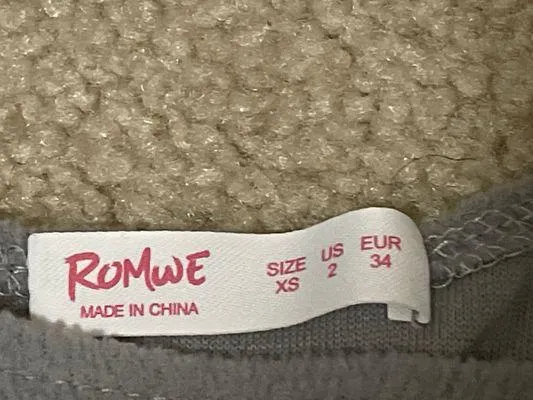 ROMWE
MADE IN CHINA
SIZE US EUR
XS 2 34